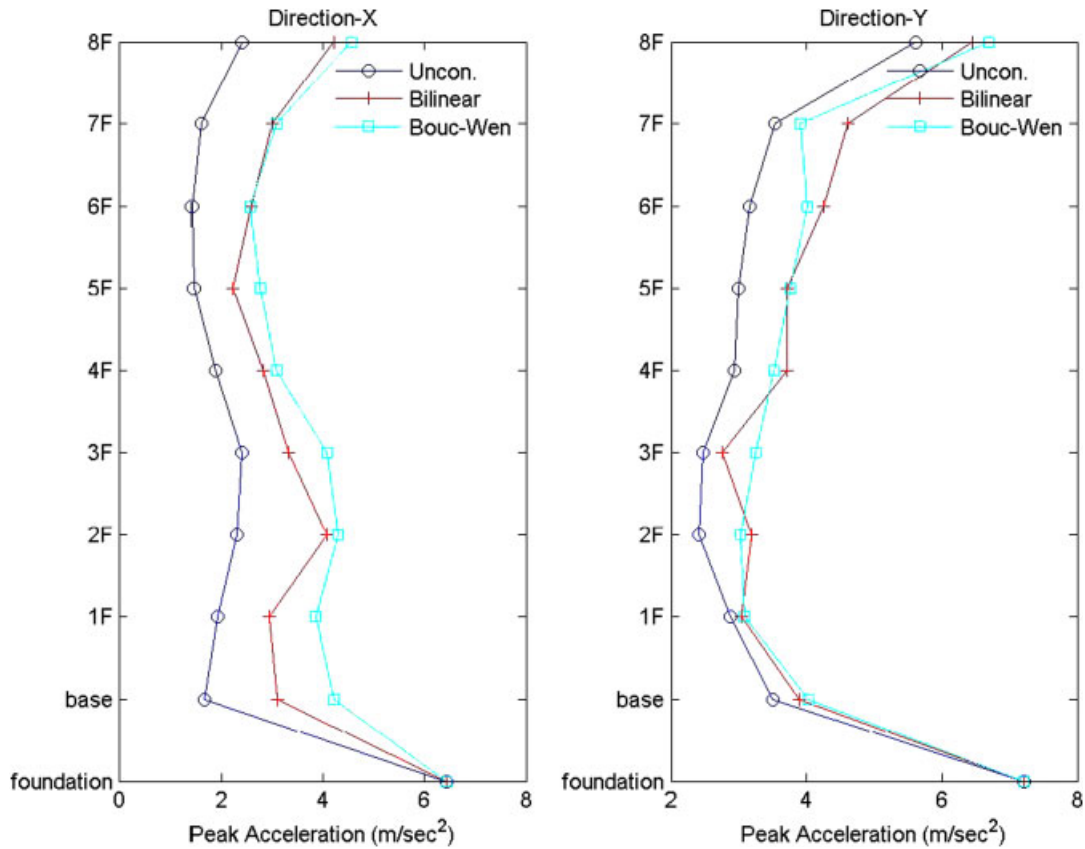 Direction-X
8F
7F
6F
5F
4F
3F
2F
1F
base
foundation
Uncon.
Bilinear
Bouc-Wen
0 2 4 6 8
Peak Acceleration (m/sec²)
Direction-Y
8F
7F
6F
5F
4F
3F
2F
1F
base
foundation
Uncon.
Bilinear
Bouc-Wen
2 4 6 8
Peak Acceleration (m/sec²)